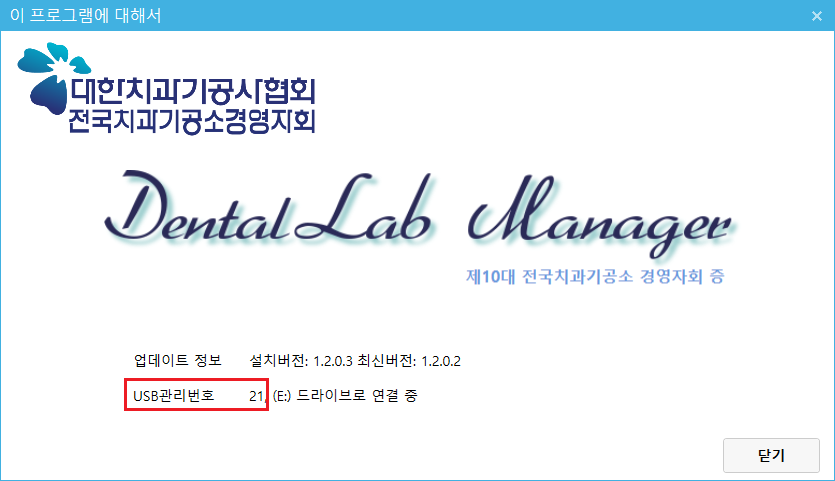 이 프로그램에 대해서
대한치과기공사협회
전국치과기공소경영자회
Dental Lab Manager
제10대 전국치과기공소 경영자회 증
업데이트 정보 설치버전: 1.2.0.3 최신버전: 1.2.0.2
USB관리번호 21, (E:) 드라이브로 연결 중
닫기